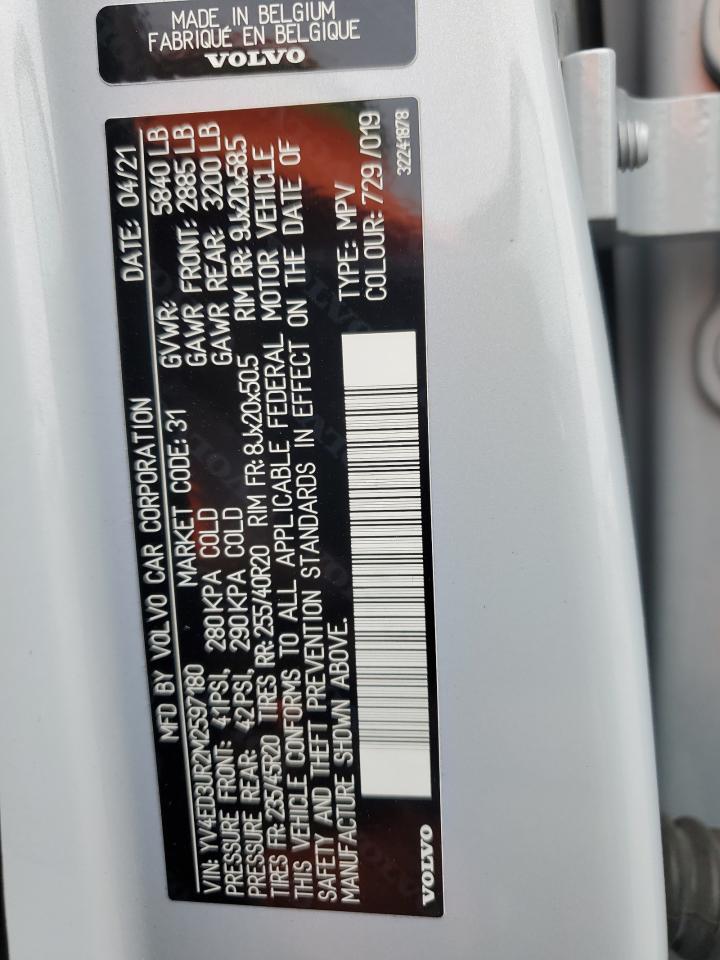 MADE IN BELGIUM
FABRIQUÉ EN BELGIQUE
VOLVO
MFD BY VOLVO CAR CORPORATION DATE: 04/21
VIN: YV4ED3UR2M2597180 MARKET CODE: 31 GVWR: 5840 LB
PRESSURE FRONT: 41PSI, 280KPA COLD GAWR FRONT: 2885 LB
PRESSURE REAR: 42PSI, 290KPA COLD GAWR REAR: 3200 LB
TIRES FR: 235/45R20 TIRES RR: 255/40R20 RIM FR: 8Jx20x50.5 RIM RR: 9Jx20x58.5
THIS VEHICLE CONFORMS TO ALL APPLICABLE FEDERAL MOTOR VEHICLE
SAFETY AND THEFT PREVENTION STANDARDS IN EFFECT ON THE DATE OF
MANUFACTURE SHOWN ABOVE.
TYPE: MPV
COLOUR: 729/019
32241878
VOLVO